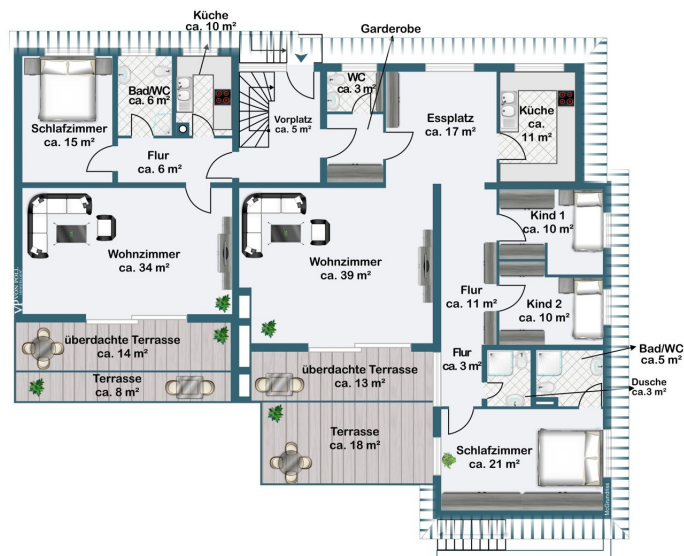 Küche
ca. 10 m²
Garderobe
Bad/WC
ca. 6 m²
WC
ca. 3 m²
Schlafzimmer
ca. 15 m²
Vorplatz
ca. 5 m²
Essplatz
ca. 17 m²
Küche
ca.
11
m²
Flur
ca. 6 m²
Kind 1
ca. 10 m²
Wohnzimmer
ca. 34 m²
Wohnzimmer
ca. 39 m²
Flur
ca. 11 m²
Kind 2
ca. 10 m²
VP VON POLL
überdachte Terrasse
ca. 14 m²
Terrasse
ca. 8 m²
überdachte Terrasse
ca. 13 m²
Flur
ca. 3 m²
Bad/WC
ca.5 m²
Dusche
ca.3 m²
Terrasse
ca. 18 m²
Schlafzimmer
ca. 21 m²